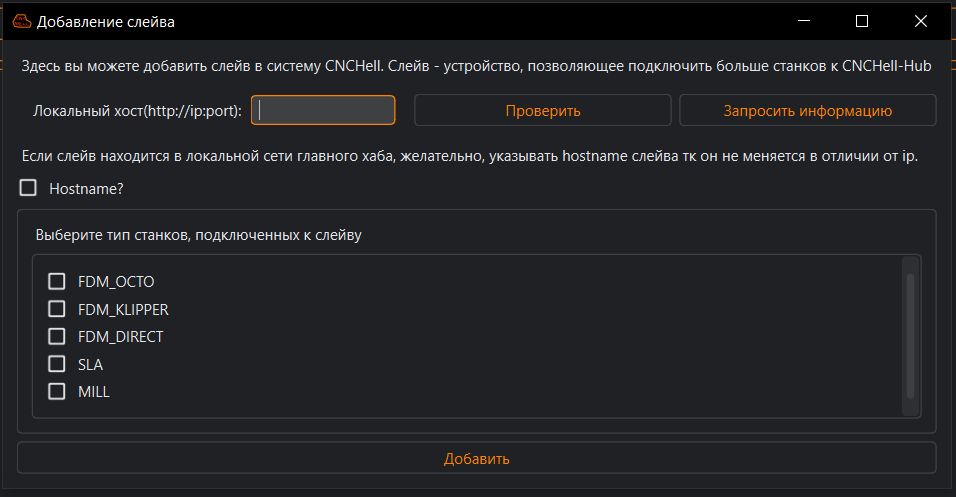 Добавление слейва
Здесь вы можете добавить слейв в систему CNCHell. Слейв - устройство, позволяющее подключить больше станков к CNCHell-Hub
Локальный хост(http://ip:port): Проверить Запросить информацию
Если слейв находится в локальной сети главного хаба, желательно, указывать hostname слейва тк он не меняется в отличии от ip.
Hostname?
Выберите тип станков, подключенных к слейву
FDM_OCTO
FDM_KLIPPER
FDM_DIRECT
SLA
MILL
Добавить